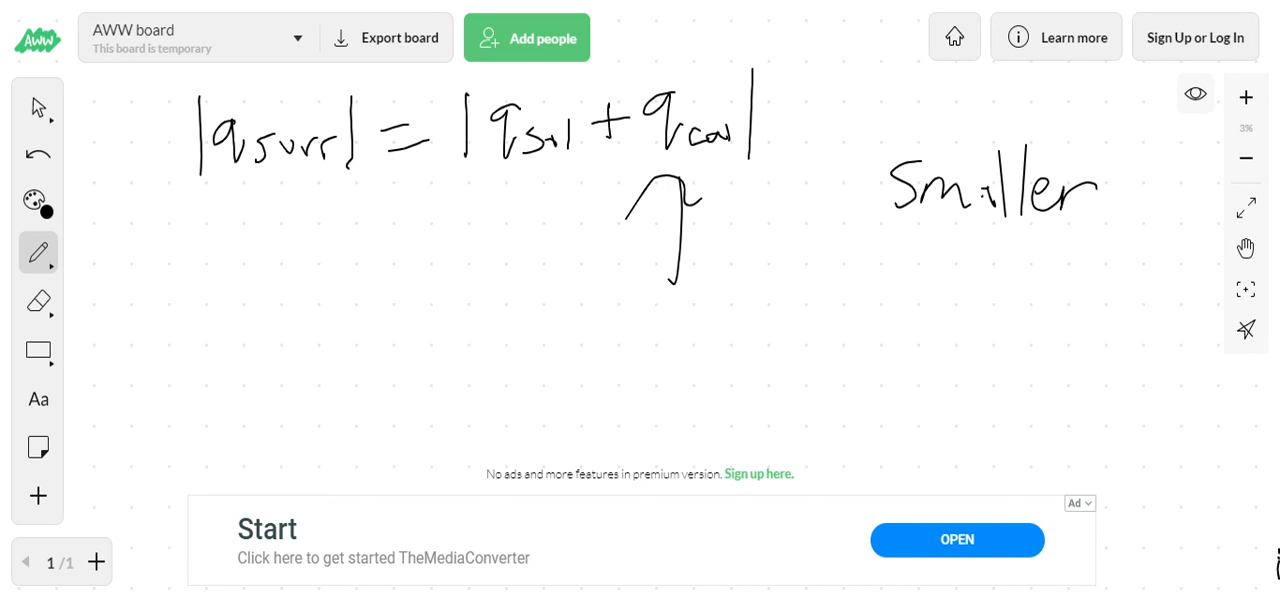 AWW
AWW board
This board is temporary
Export board
Add people
Learn more
Sign Up or Log In
|qsurr| = |qsol + qcal|
smaller
3%
Aa
No ads and more features in premium version. Sign up here.
Ad
Start
Click here to get started TheMediaConverter
OPEN
1 /1